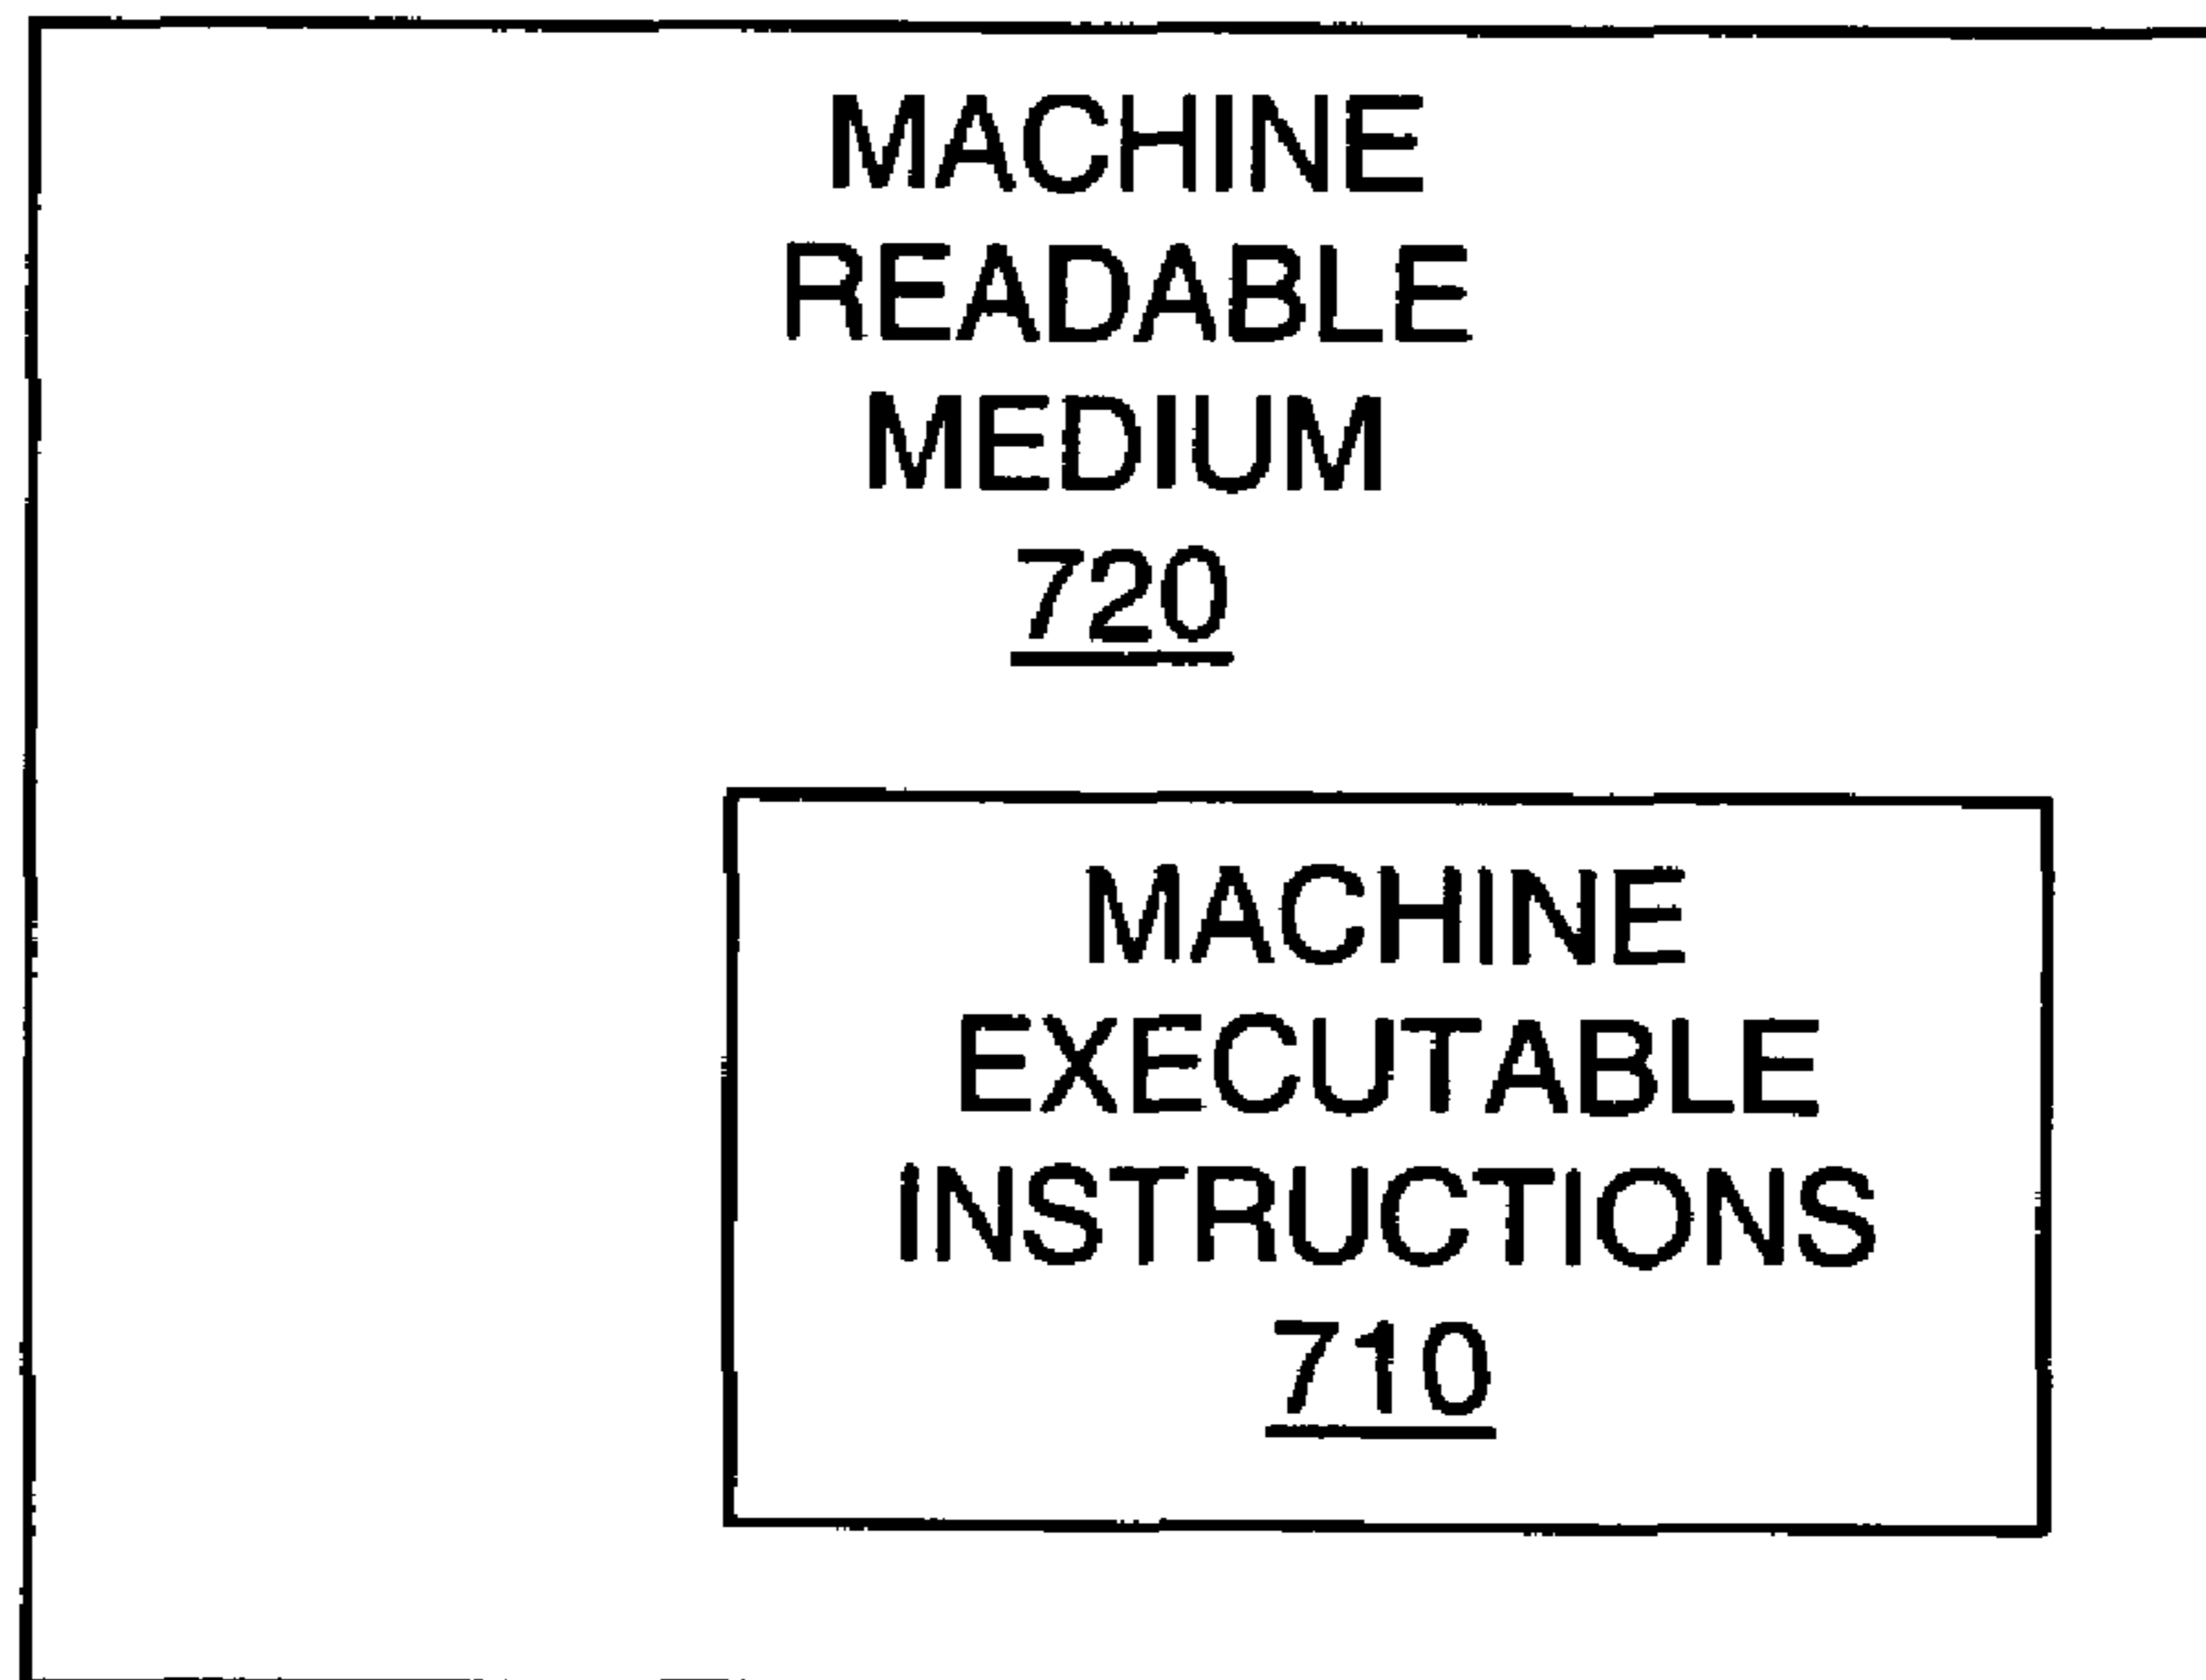 MACHINE
READABLE
MEDIUM
720
MACHINE
EXECUTABLE
INSTRUCTIONS
710